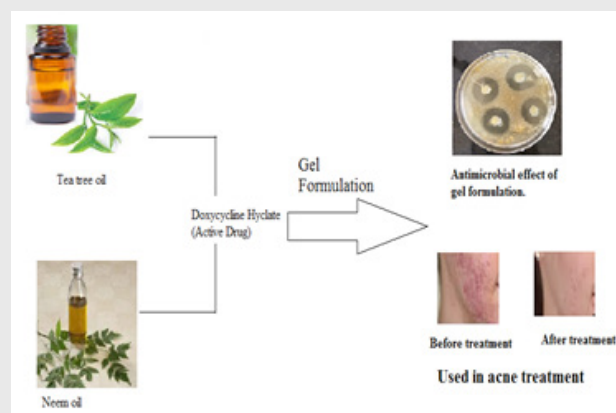 Tea tree oil
Neem oil
Doxycycline Hyclate
(Active Drug)
Gel
Formulation
Antimicrobial effect of
gel formulation.
Before treatment
After treatment
Used in acne treatment